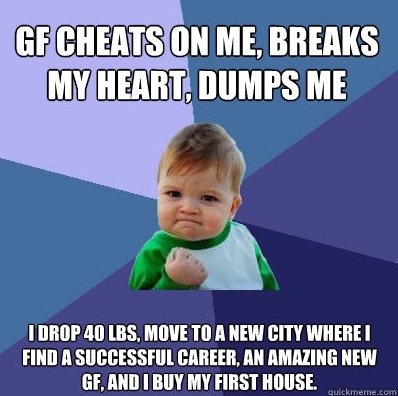 GF CHEATS ON ME, BREAKS
MY HEART, DUMPS ME
I DROP 40 LBS, MOVE TO A NEW CITY WHERE I
FIND A SUCCESSFUL CAREER, AN AMAZING NEW
GF, AND I BUY MY FIRST HOUSE.
quickmeme.com